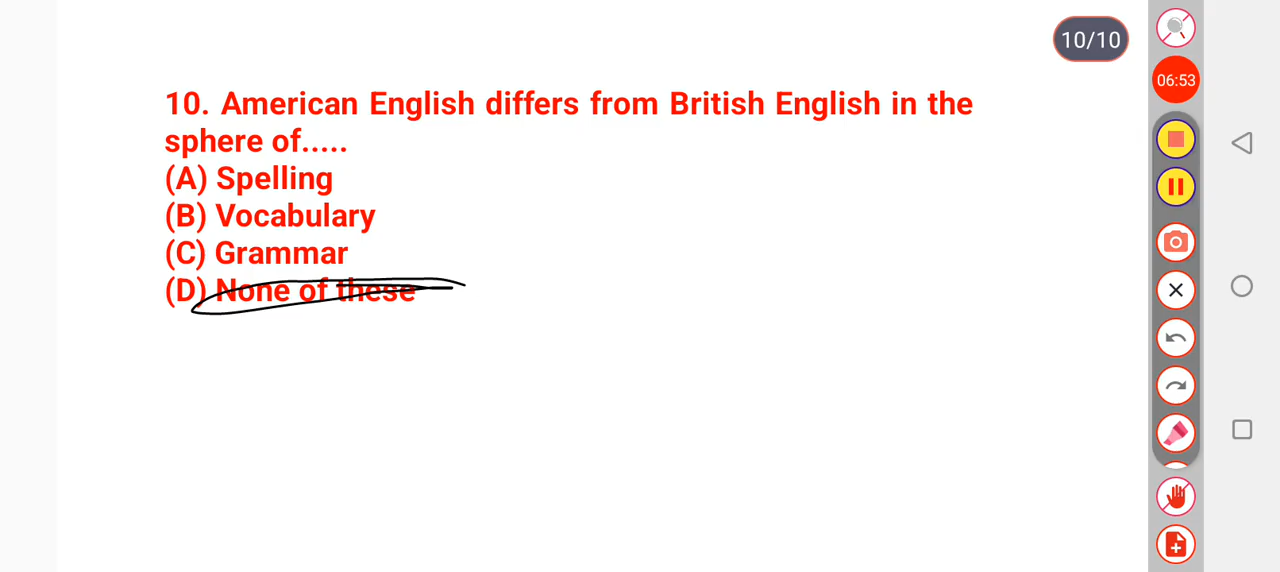 10/10
06:53
10. American English differs from British English in the
sphere of.....
(A) Spelling
(B) Vocabulary
(C) Grammar
(D) None of these